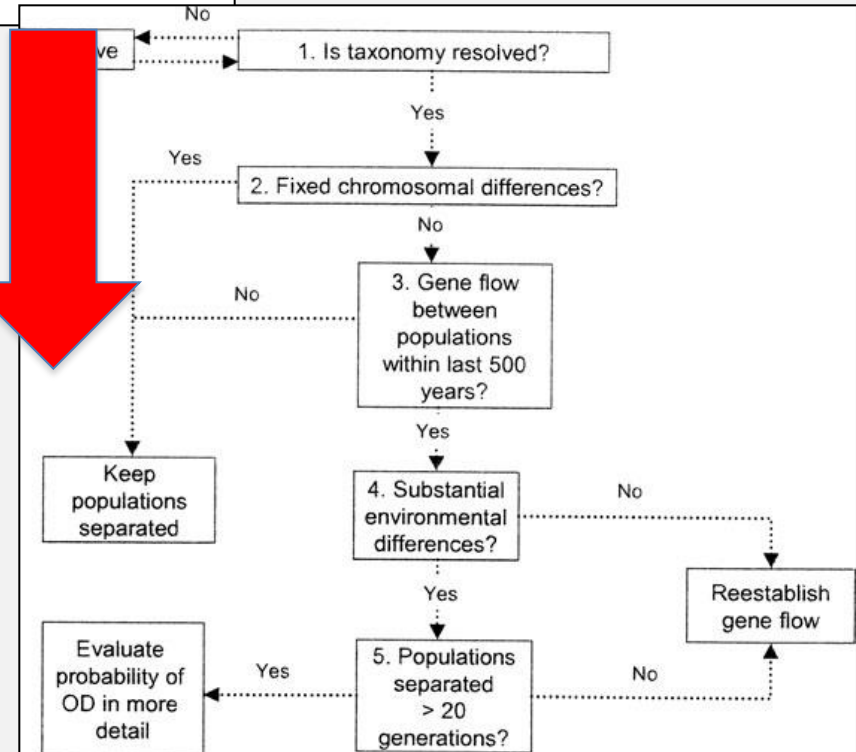 No
1. Is taxonomy resolved?
Yes
Yes
2. Fixed chromosomal differences?
No
3. Gene flow
between
populations
within last 500
years?
No
Yes
Keep
populations
separated
4. Substantial
environmental
differences?
No
Yes
Reestablish
gene flow
Evaluate
probability of
OD in more
detail
Yes
5. Populations
separated
> 20
generations?
No